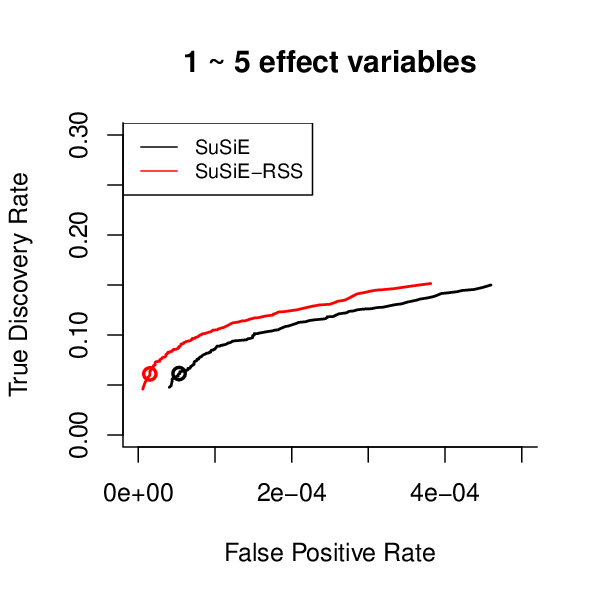 1 ~ 5 effect variables
SuSiE
SuSiE−RSS
True Discovery Rate
0.30
0.20
0.10
0.00
0e+00
2e−04
4e−04
False Positive Rate